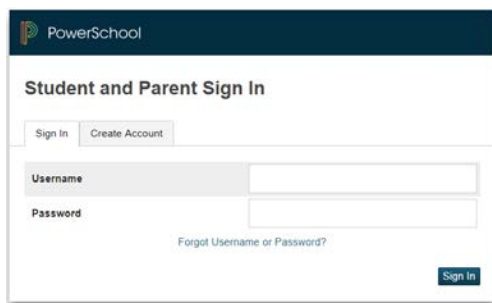 PowerSchool
Student and Parent Sign In
Sign In
Create Account
Username
Password
Forgot Username or Password?
Sign In